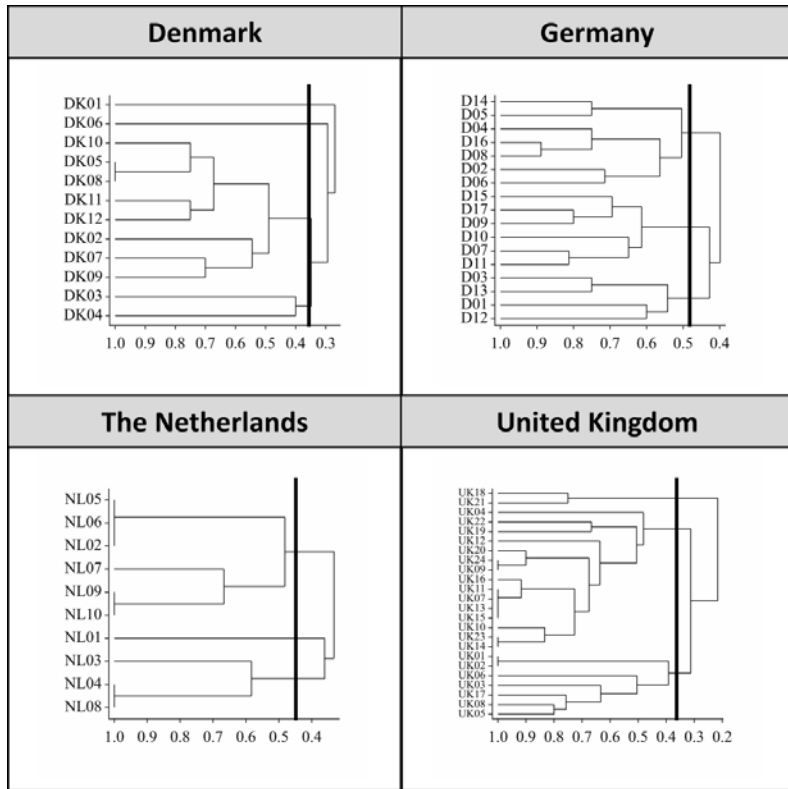 Denmark
DK01
DK06
DK10
DK05
DK08
DK11
DK12
DK02
DK07
DK09
DK03
DK04
1.0 0.9 0.8 0.7 0.6 0.5 0.4 0.3
Germany
D14
D05
D04
D16
D08
D02
D06
D15
D17
D09
D10
D07
D11
D03
D13
D01
D12
1.0 0.9 0.8 0.7 0.6 0.5 0.4
The Netherlands
NL05
NL06
NL02
NL07
NL09
NL10
NL01
NL03
NL04
NL08
1.0 0.9 0.8 0.7 0.6 0.5 0.4
United Kingdom
UK18
UK21
UK04
UK22
UK19
UK12
UK20
UK24
UK09
UK16
UK11
UK07
UK13
UK15
UK10
UK23
UK14
UK01
UK02
UK06
UK03
UK17
UK08
UK05
1.0 0.9 0.8 0.7 0.6 0.5 0.4 0.3 0.2